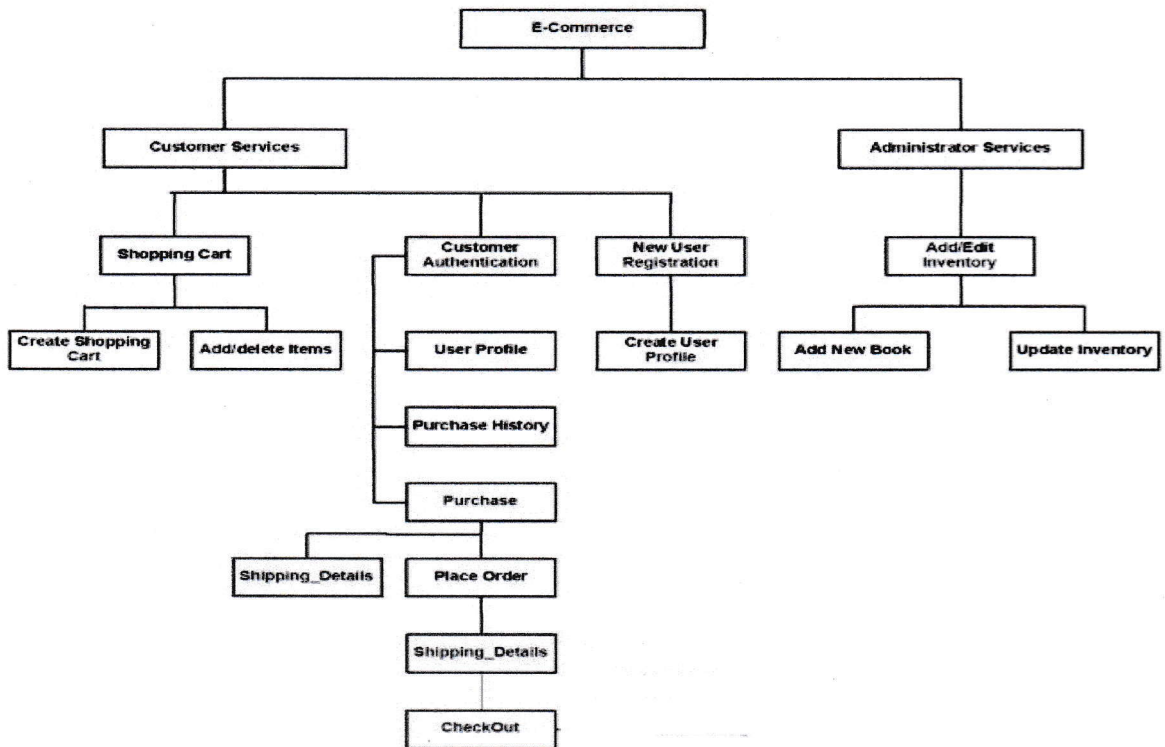 E-Commerce
Customer Services
Administrator Services
Shopping Cart
Customer
Authentication
New User
Registration
Add/Edit
Inventory
Create Shopping
Cart
Add/delete Items
User Profile
Create User
Profile
Add New Book
Update Inventory
Purchase History
Purchase
Shipping_Details
Place Order
Shipping_Details
CheckOut